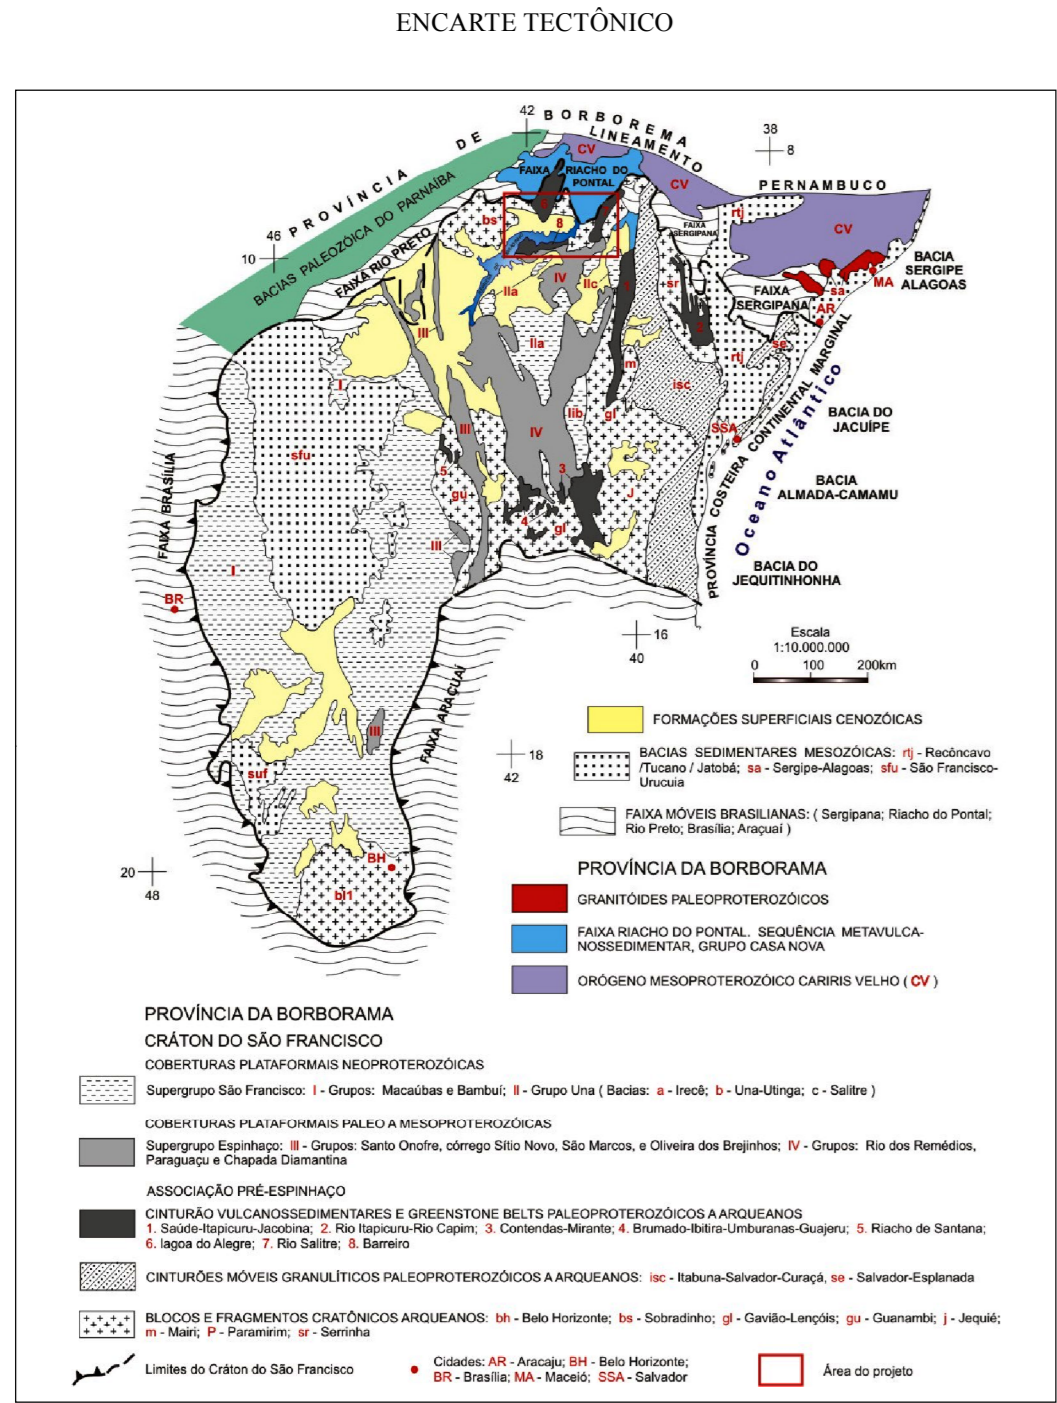 ENCARTE TECTÔNICO
PROVÍNCIA DE BORBOREMA
LINEAMENTO
PERNAMBUCO
42
38
8
CV
FAIXA RIACHO DO PONTAL
CV
BACIAS PALEOZÓICA DO PARNAÍBA
46
10
FAIXA RIO PRETO
bs
6
7
8
rtj
FAIXA SERGIPANA
CV
BACIA SERGIPE ALAGOAS
MA
sa
FAIXA SERGIPANA
AR
IV
IIa
IIc
1
sr
2
III
IIa
rtj
se
I
m
isc
gl
IIb
SSA
BACIA DO JACUÍPE
sfu
III
IV
5
3
gu
J
4
gl
III
BACIA ALMADA-CAMAMU
PROVÍNCIA COSTEIRA CONTINENTAL MARGINAL
Oceano Atlântico
FAIXA BRASÍLIA
I
BR
BACIA DO JEQUITINHONHA
16
40
Escala
1:10.000.000
0 100 200km
FAIXA ARAÇUAÍ
III
18
42
suf
20
48
BH
bl1
FORMAÇÕES SUPERFICIAIS CENOZÓICAS
BACIAS SEDIMENTARES MESOZÓICAS: rtj - Recôncavo
/Tucano / Jatobá; sa - Sergipe-Alagoas; sfu - São Francisco-
Urucuia
FAIXA MÓVEIS BRASILIANAS: ( Sergipana; Riacho do Pontal;
Rio Preto; Brasília; Araçuaí )
PROVÍNCIA DA BORBORAMA
GRANITÓIDES PALEOPROTEROZÓICOS
FAIXA RIACHO DO PONTAL. SEQUÊNCIA METAVULCA-
NOSSEDIMENTAR, GRUPO CASA NOVA
ORÓGENO MESOPROTEROZÓICO CARIRIS VELHO ( CV )
PROVÍNCIA DA BORBORAMA
CRÁTON DO SÃO FRANCISCO
COBERTURAS PLATAFORMAIS NEOPROTEROZÓICAS
Supergrupo São Francisco: I - Grupos: Macaúbas e Bambuí; II - Grupo Una ( Bacias: a - Irecê; b - Una-Utinga; c - Salitre )
COBERTURAS PLATAFORMAIS PALEO A MESOPROTEROZÓICAS
Supergrupo Espinhaço: III - Grupos: Santo Onofre, córrego Sítio Novo, São Marcos, e Oliveira dos Brejinhos; IV - Grupos: Rio dos Remédios,
Paraguaçu e Chapada Diamantina
ASSOCIAÇÃO PRÉ-ESPINHAÇO
CINTURÃO VULCANOSSEDIMENTARES E GREENSTONE BELTS PALEOPROTEROZÓICOS A ARQUEANOS
1. Saúde-Itapicuru-Jacobina; 2. Rio Itapicuru-Rio Capim; 3. Contendas-Mirante; 4. Brumado-Ibitira-Umburanas-Guajeru; 5. Riacho de Santana;
6. lagoa do Alegre; 7. Rio Salitre; 8. Barreiro
CINTURÕES MÓVEIS GRANULÍTICOS PALEOPROTEROZÓICOS A ARQUEANOS: isc - Itabuna-Salvador-Curaçá, se - Salvador-Esplanada
BLOCOS E FRAGMENTOS CRATÔNICOS ARQUEANOS: bh - Belo Horizonte; bs - Sobradinho; gl - Gavião-Lençóis; gu - Guanambi; j - Jequié;
m - Mairi; P - Paramirim; sr - Serrinha
Limites do Cráton do São Francisco
Cidades: AR - Aracaju; BH - Belo Horizonte;
BR - Brasília; MA - Maceió; SSA - Salvador
Área do projeto